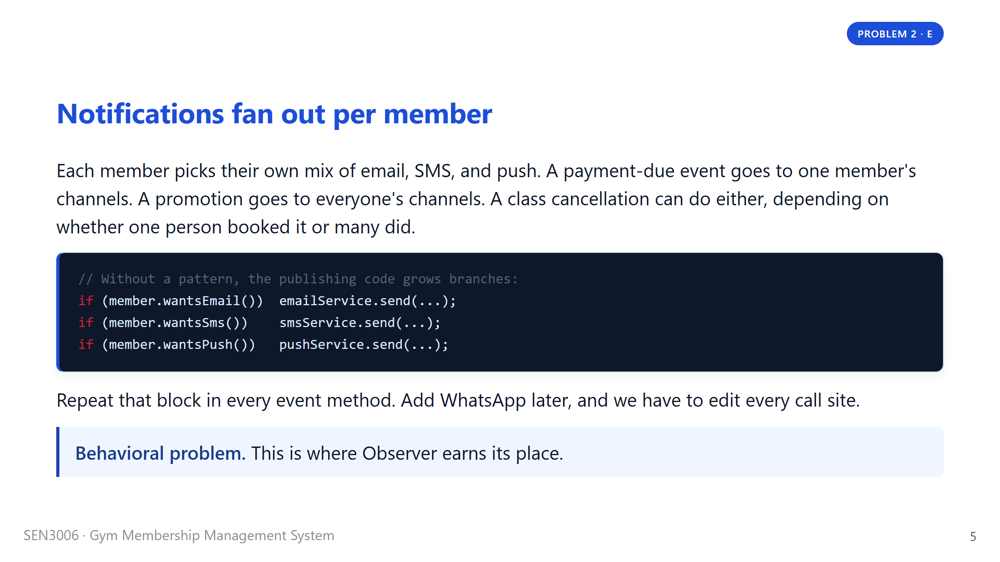 PROBLEM 2 · E
Notifications fan out per member
Each member picks their own mix of email, SMS, and push. A payment-due event goes to one member's
channels. A promotion goes to everyone's channels. A class cancellation can do either, depending on
whether one person booked it or many did.
// Without a pattern, the publishing code grows branches:
if (member.wantsEmail())  emailService.send(...);
if (member.wantsSms())    smsService.send(...);
if (member.wantsPush())   pushService.send(...);
Repeat that block in every event method. Add WhatsApp later, and we have to edit every call site.
Behavioral problem. This is where Observer earns its place.
SEN3006 · Gym Membership Management System
5